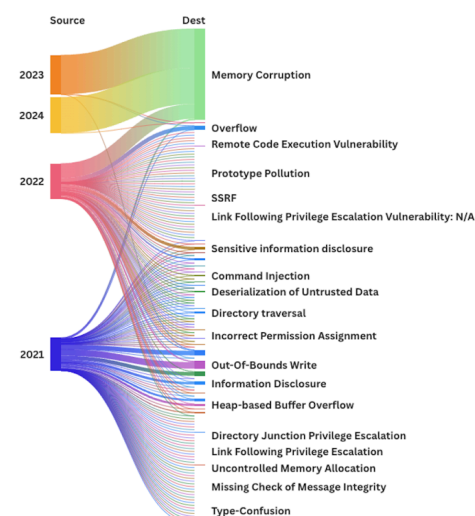 Source Dest
2023
Memory Corruption
2024
Overflow
Remote Code Execution Vulnerability
Prototype Pollution
2022
SSRF
Link Following Privilege Escalation Vulnerability: N/A
Sensitive information disclosure
Command Injection
Deserialization of Untrusted Data
Directory traversal
Incorrect Permission Assignment
2021
Out-Of-Bounds Write
Information Disclosure
Heap-based Buffer Overflow
Directory Junction Privilege Escalation
Link Following Privilege Escalation
Uncontrolled Memory Allocation
Missing Check of Message Integrity
Type-Confusion